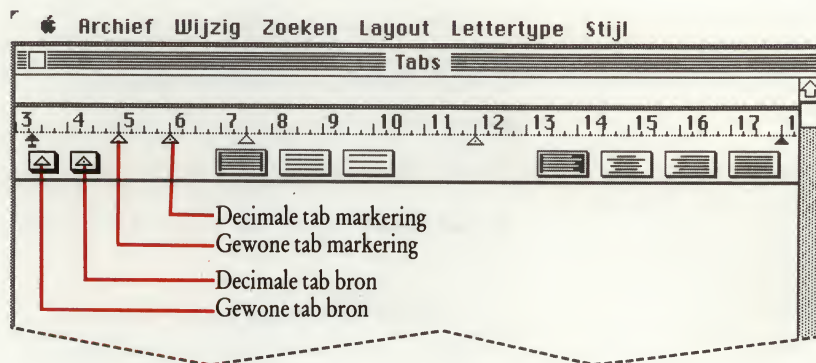 Archief Wijzig Zoeken Layout Lettertype Stijl
Tabs
3 4 5 6 7 8 9 10 11 12 13 14 15 16 17 1
Decimale tab markering
Gewone tab markering
Decimale tab bron
Gewone tab bron